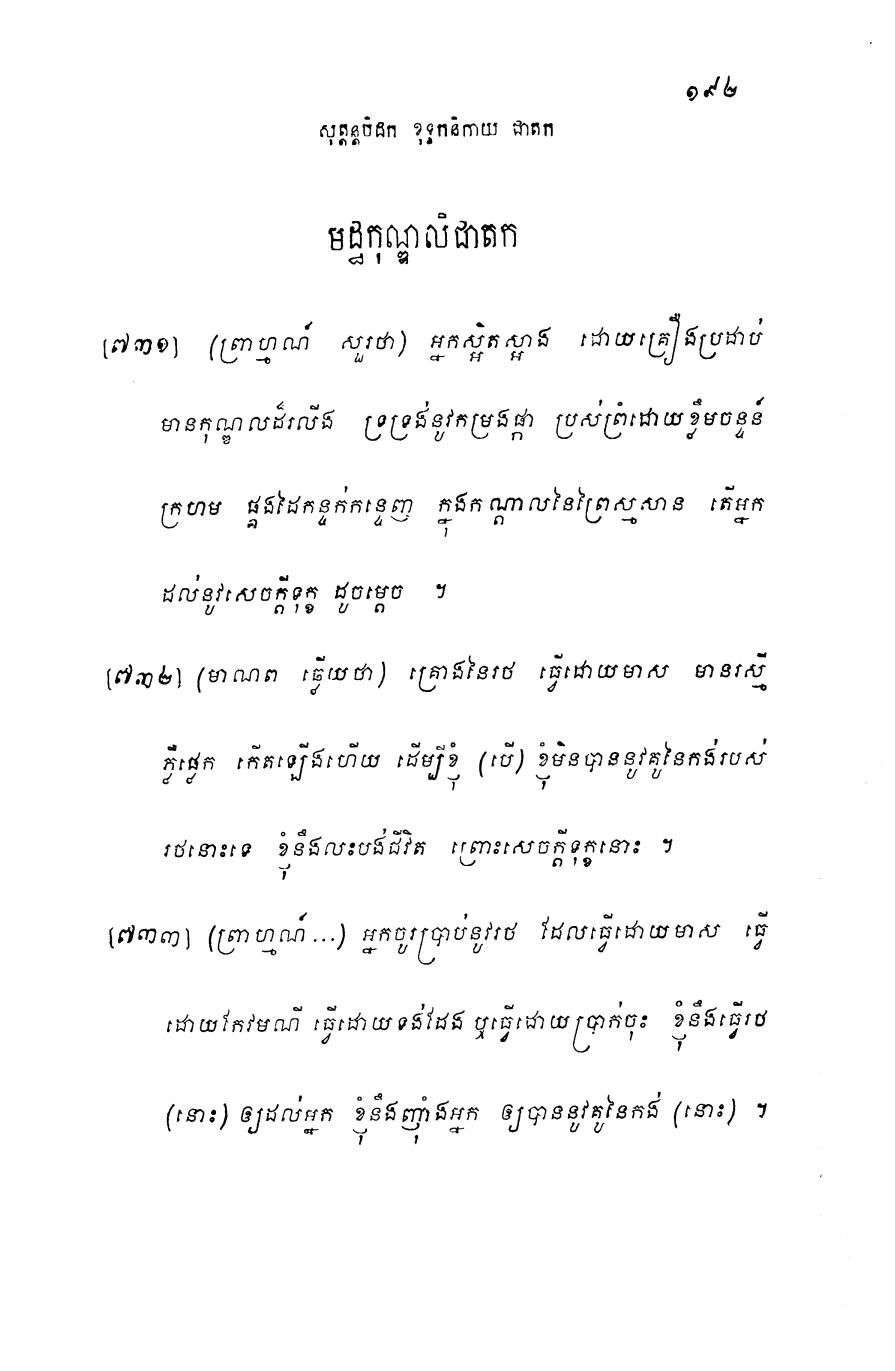 ១៩២
សុត្តន្តបិដក ខុទ្ទកនិកាយ ជាតក
មដ្ឋកុណ្ឌលិជាតក
[៧៣១] (ព្រាហ្មណ៍ សួរថា) អ្នកស្អិតស្អាង ដោយគ្រឿងប្រដាប់
មានកុណ្ឌលដ៏រលើង ទ្រទ្រង់នូវកម្រងផ្កា ប្រស់ព្រំដោយខ្លឹមចន្ទន៍
ក្រហម ផ្គងដៃកន្ទក់កន្ទេញ ក្នុងកណ្តាលនៃព្រៃស្មសាន តើអ្នក
ដល់នូវសេចក្តីទុក្ខ ដូចម្តេច ។
[៧៣២] (មាណព ឆ្លើយថា) គ្រោងនៃរថ ធ្វើដោយមាស មានរស្មី
ភ្លឺផ្លេក កើតឡើងហើយ ដើម្បីខ្ញុំ (បើ) ខ្ញុំមិនបាននូវគូនៃកង់របស់
រថនោះទេ ខ្ញុំនឹងលះបង់ជីវិត ព្រោះសេចក្តីទុក្ខនោះ ។
[៧៣៣] (ព្រាហ្មណ៍...) អ្នកចូរប្រាប់នូវរថ ដែលធ្វើដោយមាស ធ្វើ
ដោយកែវមណី ធ្វើដោយទង់ដែង ឬធ្វើដោយប្រាក់ចុះ ខ្ញុំនឹងធ្វើរថ
(នោះ) ឲ្យដល់អ្នក ខ្ញុំនឹងញ៉ាំងអ្នក ឲ្យបាននូវគូនៃកង់ (នោះ) ។